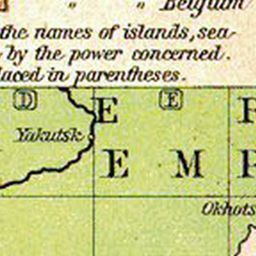 " " Belgium
the names of islands, sea-
by the power concerned.
laced in parentheses.
D E
E R
Yakutsk
E M P
Okhots